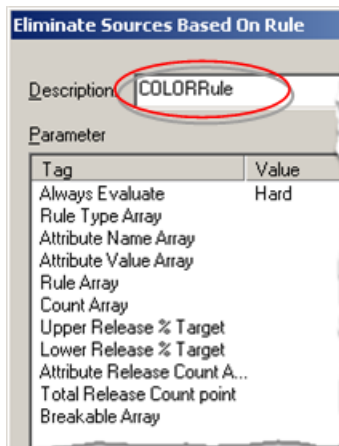 Eliminate Sources Based On Rule
Description COLORRule
Parameter
Tag Value
Always Evaluate Hard
Rule Type Array
Attribute Name Array
Attribute Value Array
Rule Array
Count Array
Upper Release % Target
Lower Release % Target
Attribute Release Count A...
Total Release Count point
Breakable Array